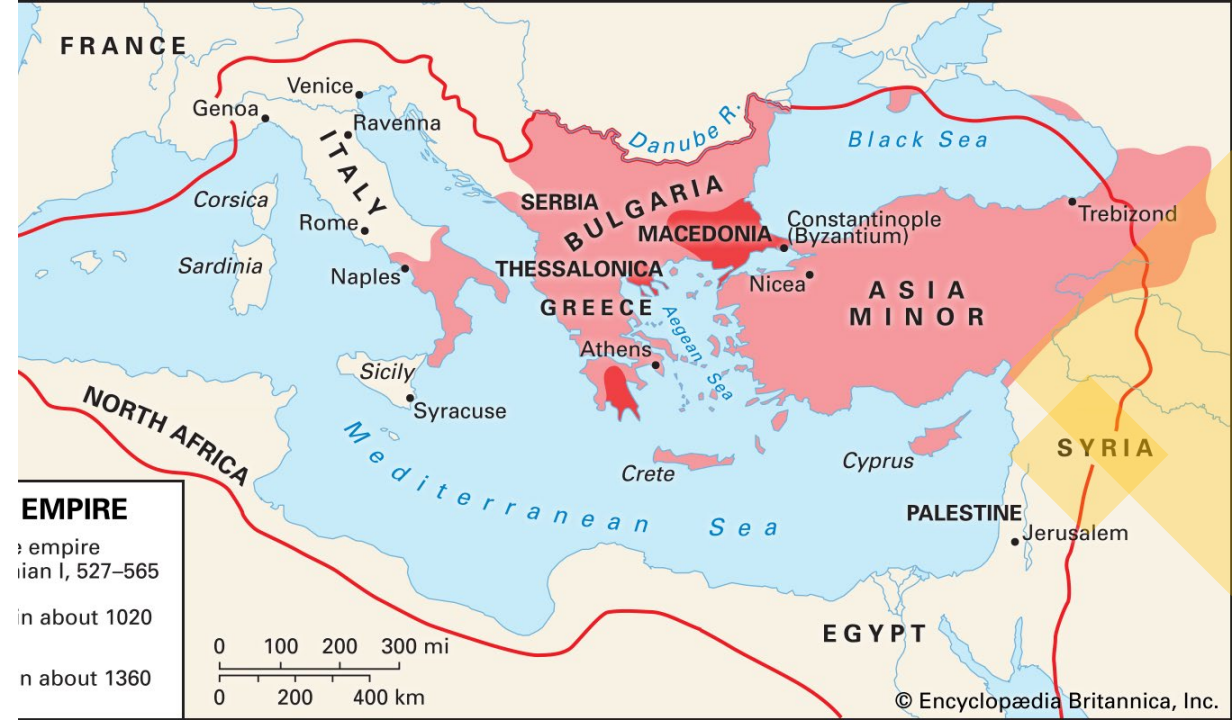 FRANCE
Venice
Genoa
Ravenna
ITALY
Danube R.
Black Sea
Corsica
Rome
SERBIA
BULGARIA
MACEDONIA
Constantinople
(Byzantium)
Trebizond
Sardinia
Naples
THESSALONICA
Nicea
ASIA
MINOR
GREECE
Aegean Sea
Athens
Sicily
Syracuse
NORTH AFRICA
Mediterranean Sea
Crete
Cyprus
SYRIA
PALESTINE
Jerusalem
EGYPT
EMPIRE
e empire
ian I, 527–565
in about 1020
n about 1360
0 100 200 300 mi
0 200 400 km
© Encyclopædia Britannica, Inc.